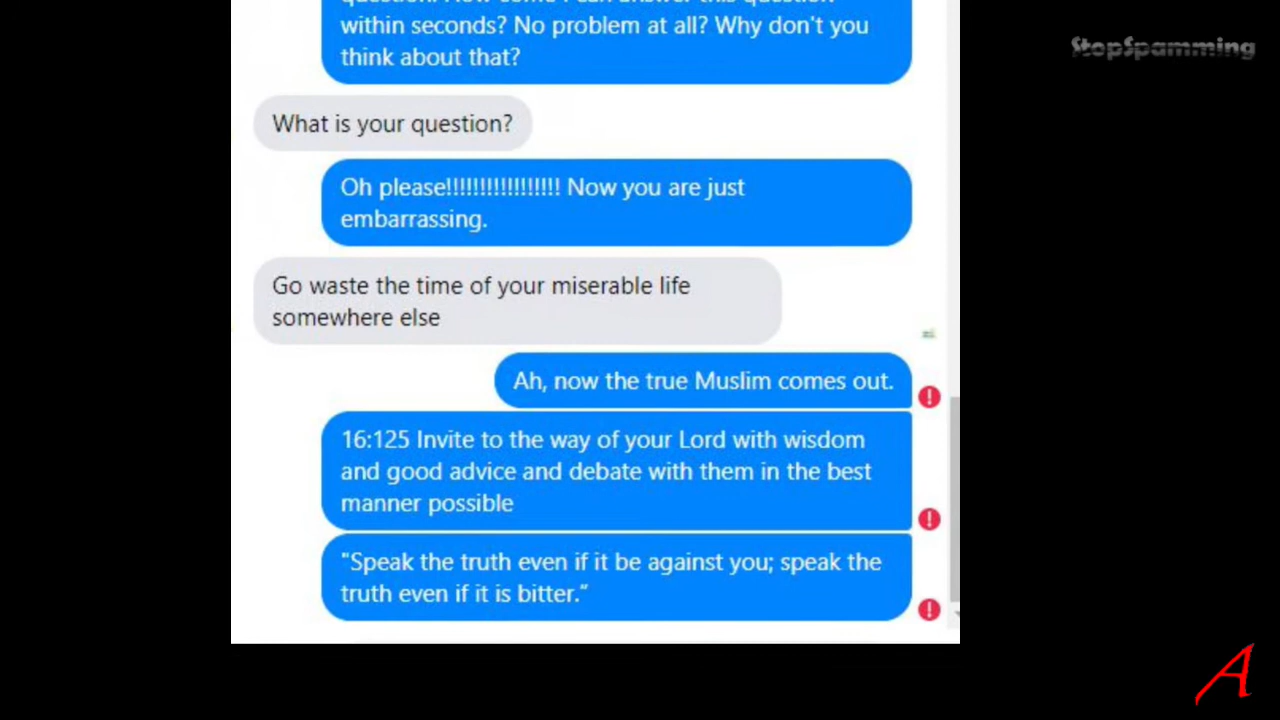 within seconds? No problem at all? Why don't you
think about that?
What is your question?
Oh please!!!!!!!!!!!!!!!!! Now you are just
embarrassing.
Go waste the time of your miserable life
somewhere else
Ah, now the true Muslim comes out.
16:125 Invite to the way of your Lord with wisdom
and good advice and debate with them in the best
manner possible
"Speak the truth even if it be against you; speak the
truth even if it is bitter."
StopSpamming
A